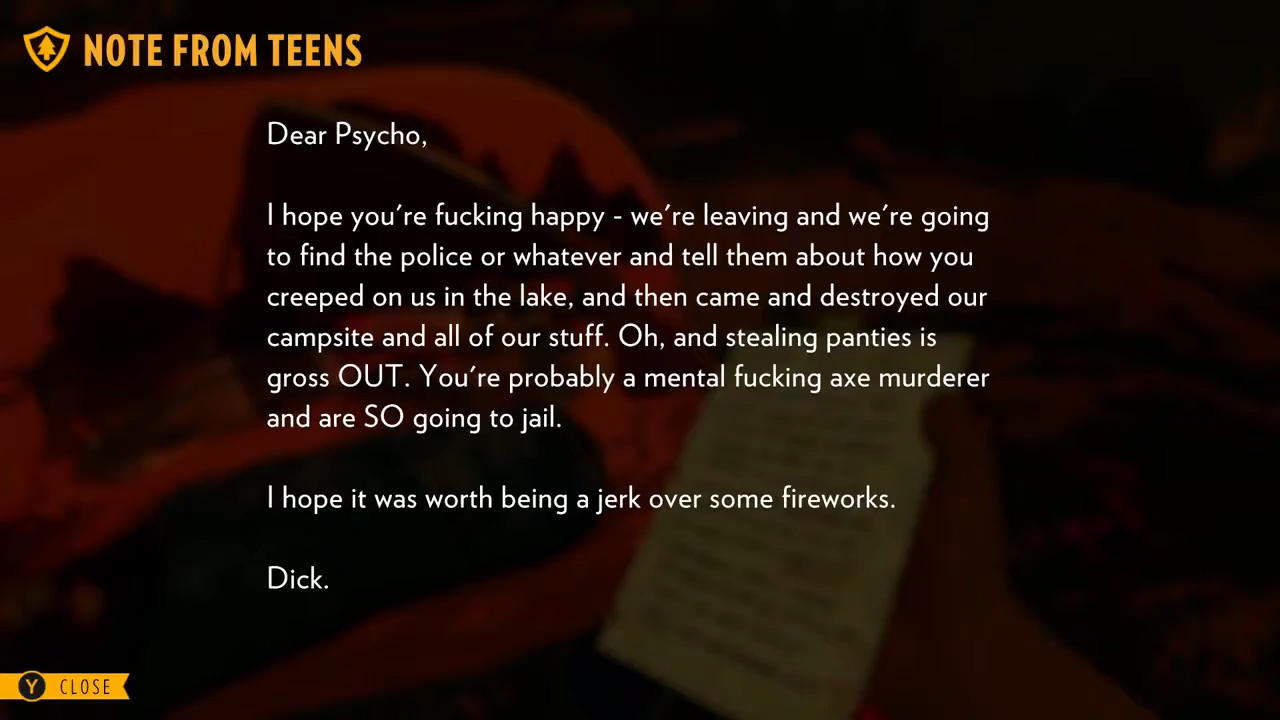 NOTE FROM TEENS
Dear Psycho,
I hope you're fucking happy - we're leaving and we're going
to find the police or whatever and tell them about how you
creeped on us in the lake, and then came and destroyed our
campsite and all of our stuff. Oh, and stealing panties is
gross OUT. You're probably a mental fucking axe murderer
and are SO going to jail.
I hope it was worth being a jerk over some fireworks.
Dick.
Y CLOSE